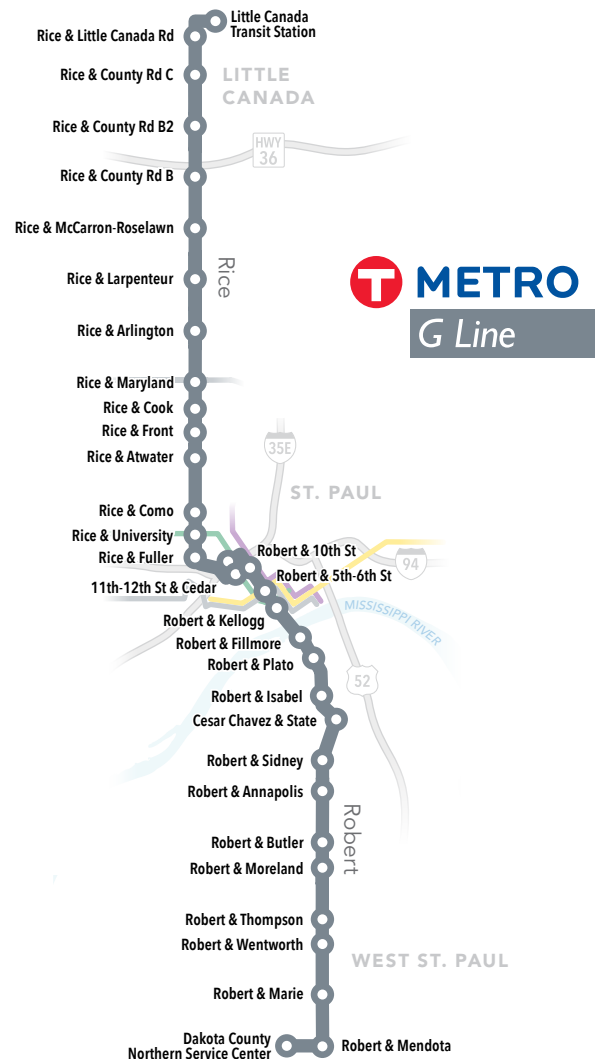 Little Canada
Transit Station
Rice & Little Canada Rd
Rice & County Rd C
LITTLE
CANADA
Rice & County Rd B2
HWY
36
Rice & County Rd B
Rice & McCarron-Roselawn
Rice
Rice & Larpenteur
T METRO
G Line
Rice & Arlington
Rice & Maryland
Rice & Cook
Rice & Front
35E
Rice & Atwater
ST. PAUL
Rice & Como
Rice & University
Rice & Fuller
Robert & 10th St
94
Robert & 5th-6th St
11th-12th St & Cedar
MISSISSIPPI RIVER
Robert & Kellogg
Robert & Fillmore
Robert & Plato
52
Robert & Isabel
Cesar Chavez & State
Robert & Sidney
Robert & Annapolis
Robert
Robert & Butler
Robert & Moreland
Robert & Thompson
Robert & Wentworth
WEST ST. PAUL
Robert & Marie
Dakota County
Northern Service Center
Robert & Mendota